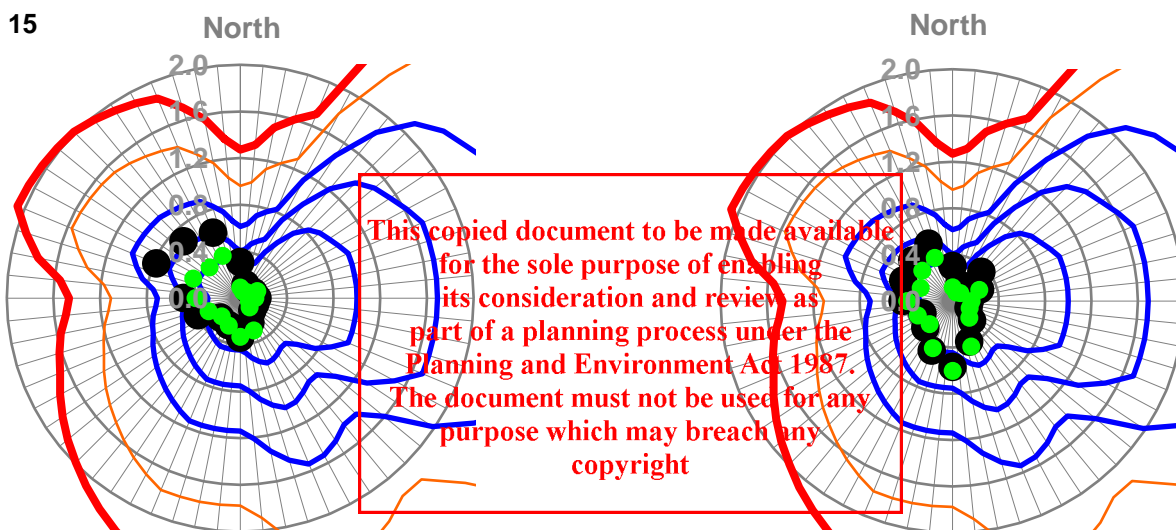 15
North
2.0
1.6
1.2
0.8
0.4
0.0
North
2.0
1.6
1.2
0.8
0.4
0.0
This copied document to be made available
for the sole purpose of enabling
its consideration and review as
part of a planning process under the
Planning and Environment Act 1987.
The document must not be used for any
purpose which may breach any
copyright